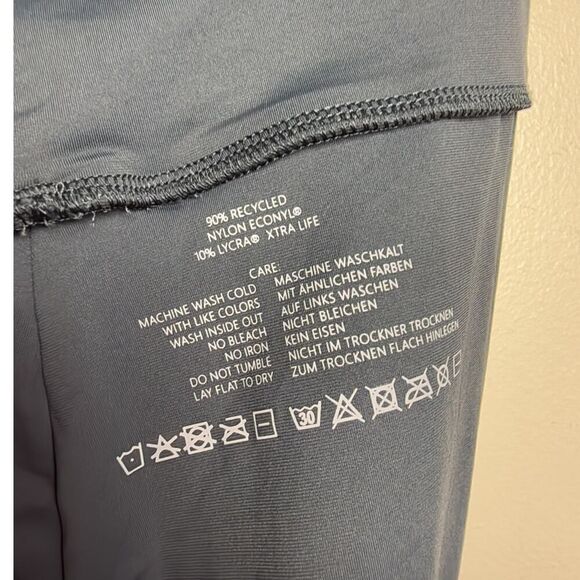 90% RECYCLED
NYLON ECONYL®
10% LYCRA® XTRA LIFE
CARE:
MACHINE WASH COLD
WITH LIKE COLORS
WASH INSIDE OUT
NO BLEACH
NO IRON
DO NOT TUMBLE
LAY FLAT TO DRY
MASCHINE WASCHKALT
MIT ÄHNLICHEN FARBEN
AUF LINKS WASCHEN
NICHT BLEICHEN
KEIN EISEN
NICHT IM TROCKNER TROCKNEN
ZUM TROCKNEN FLACH HINLEGEN
30